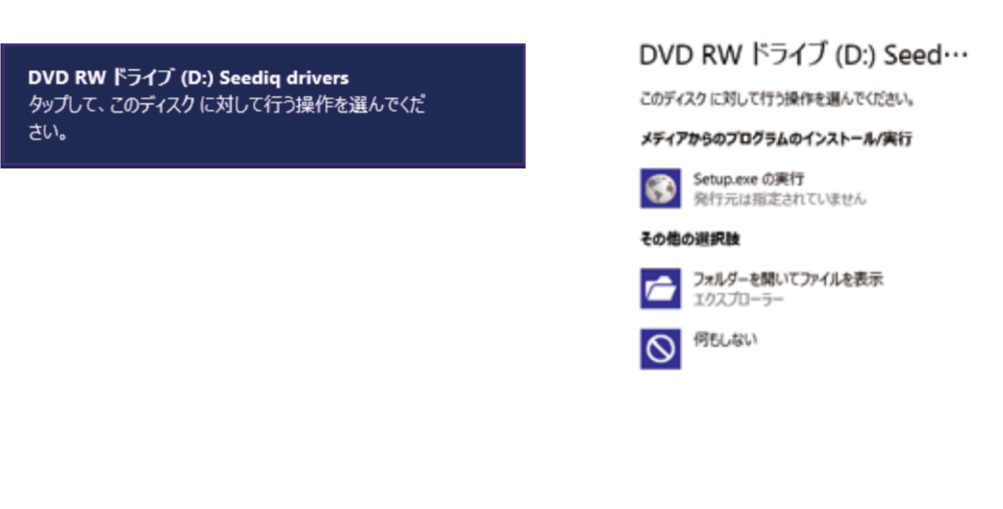 DVD RW ドライブ (D:) Seediq drivers
タップして、このディスク に対して行う操作を選んでくだ
さい。
DVD RW ドライブ (D:) Seed…
このディスク に対して行う操作を選んでください。
メディアからのプログラムのインストール/実行
Setup.exe の実行
発行元は指定されていません
その他の選択肢
フォルダーを開いてファイルを表示
エクスプローラー
何もしない